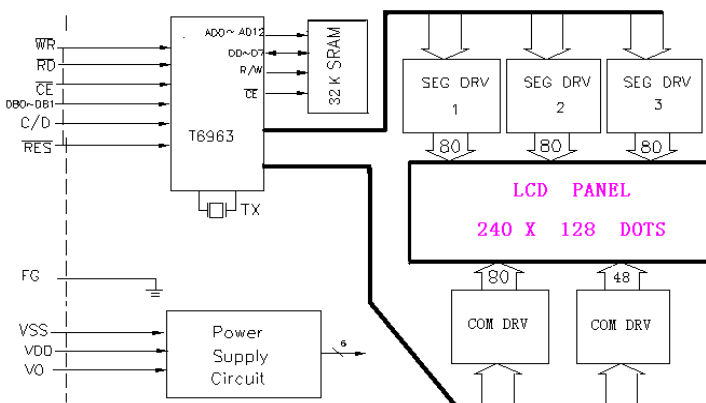 WR
RD
CE
DB0~DB1
C/D
RES
AD0~ AD12
D0~D7
R/W
CE
T6963
32 K SRAM
TX
SEG DRV
1
SEG DRV
2
SEG DRV
3
80
80
80
LCD PANEL
240 X 128 DOTS
80
48
COM DRV
COM DRV
FG
VSS
VDD
VO
Power
Supply
Circuit
6